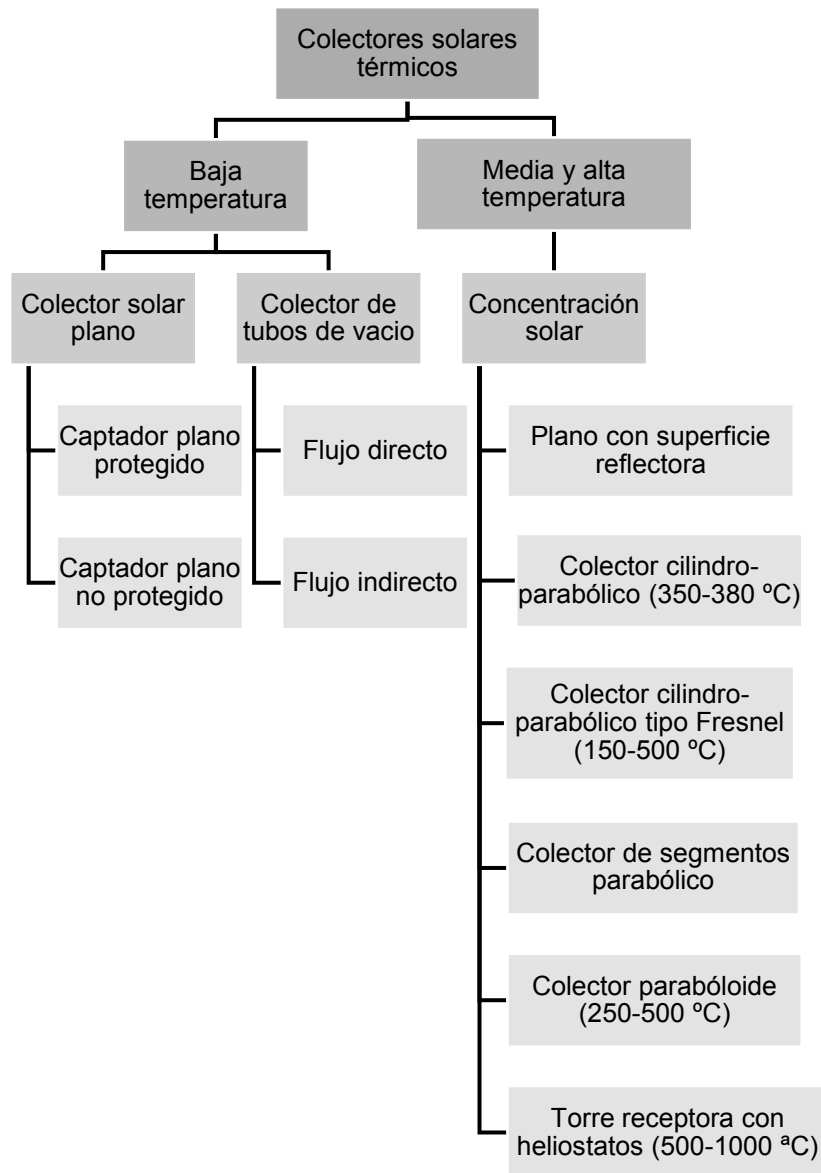 Colectores solares
térmicos
Baja
temperatura
Media y alta
temperatura
Colector solar
plano
Colector de
tubos de vacio
Concentración
solar
Captador plano
protegido
Captador plano
no protegido
Flujo directo
Flujo indirecto
Plano con superficie
reflectora
Colector cilindro-
parabólico (350-380 ºC)
Colector cilindro-
parabólico tipo Fresnel
(150-500 ºC)
Colector de segmentos
parabólico
Colector parabóloide
(250-500 ºC)
Torre receptora con
heliostatos (500-1000 ªC)